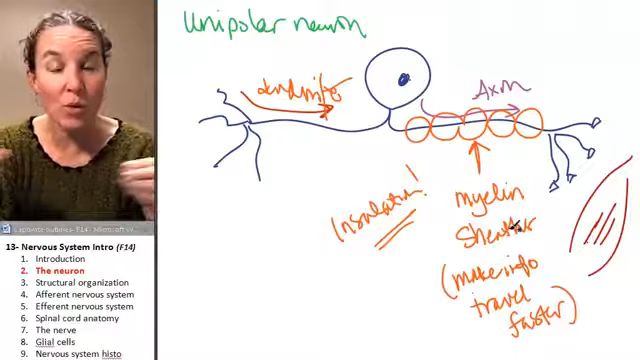 Unipolar neuron
dendrite
Axon
Insulation!
myelin
Sheaths
(make info
travel
faster)
13- Nervous System Intro (F14)
1. Introduction
2. The neuron
3. Structural organization
4. Afferent nervous system
5. Efferent nervous system
6. Spinal cord anatomy
7. The nerve
8. Glial cells
9. Nervous system histo